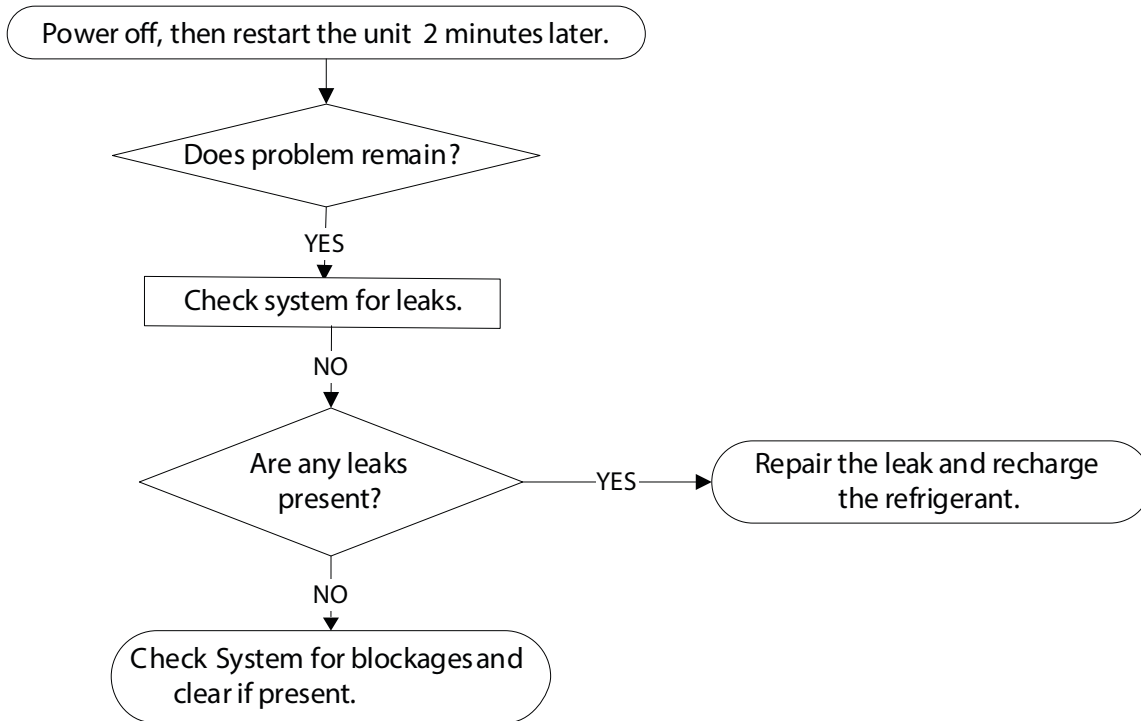 Power off, then restart the unit 2 minutes later.
Does problem remain?
YES
Check system for leaks.
NO
Are any leaks
present?
YES
Repair the leak and recharge
the refrigerant.
NO
Check System for blockages and
clear if present.